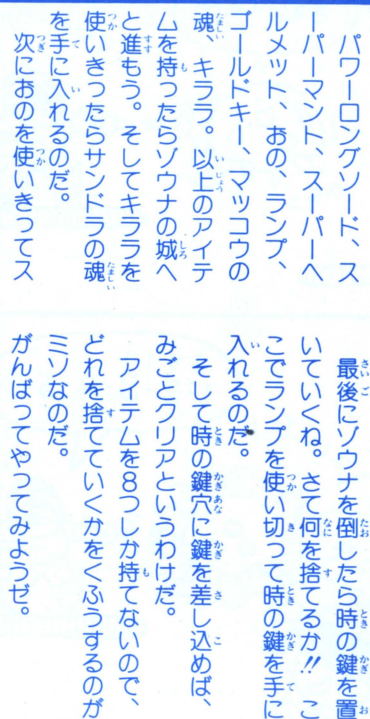 パワーロングソード、ス
ーパーマント、スーパーへ
ルメット、おの、ランプ、
ゴールドキー、マッコウの
魂、キララ。以上のアイテ
ムを持ったらゾウナの城へ
と進もう。そしてキララを
使いきったらサンドラの魂
を手に入れるのだ。
次におのを使いきってス
最後にゾウナを倒したら時の鍵を置
いていくね。さて何を捨てるか!! こ
こでランプを使い切って時の鍵を手に
入れるのだ。
そして時の鍵穴に鍵を差し込めば、
みごとクリアというわけだ。
アイテムを8つしか持てないので、
どれを捨てていくかをくふうするのが
ミソなのだ。
がんばってやってみようゼ。